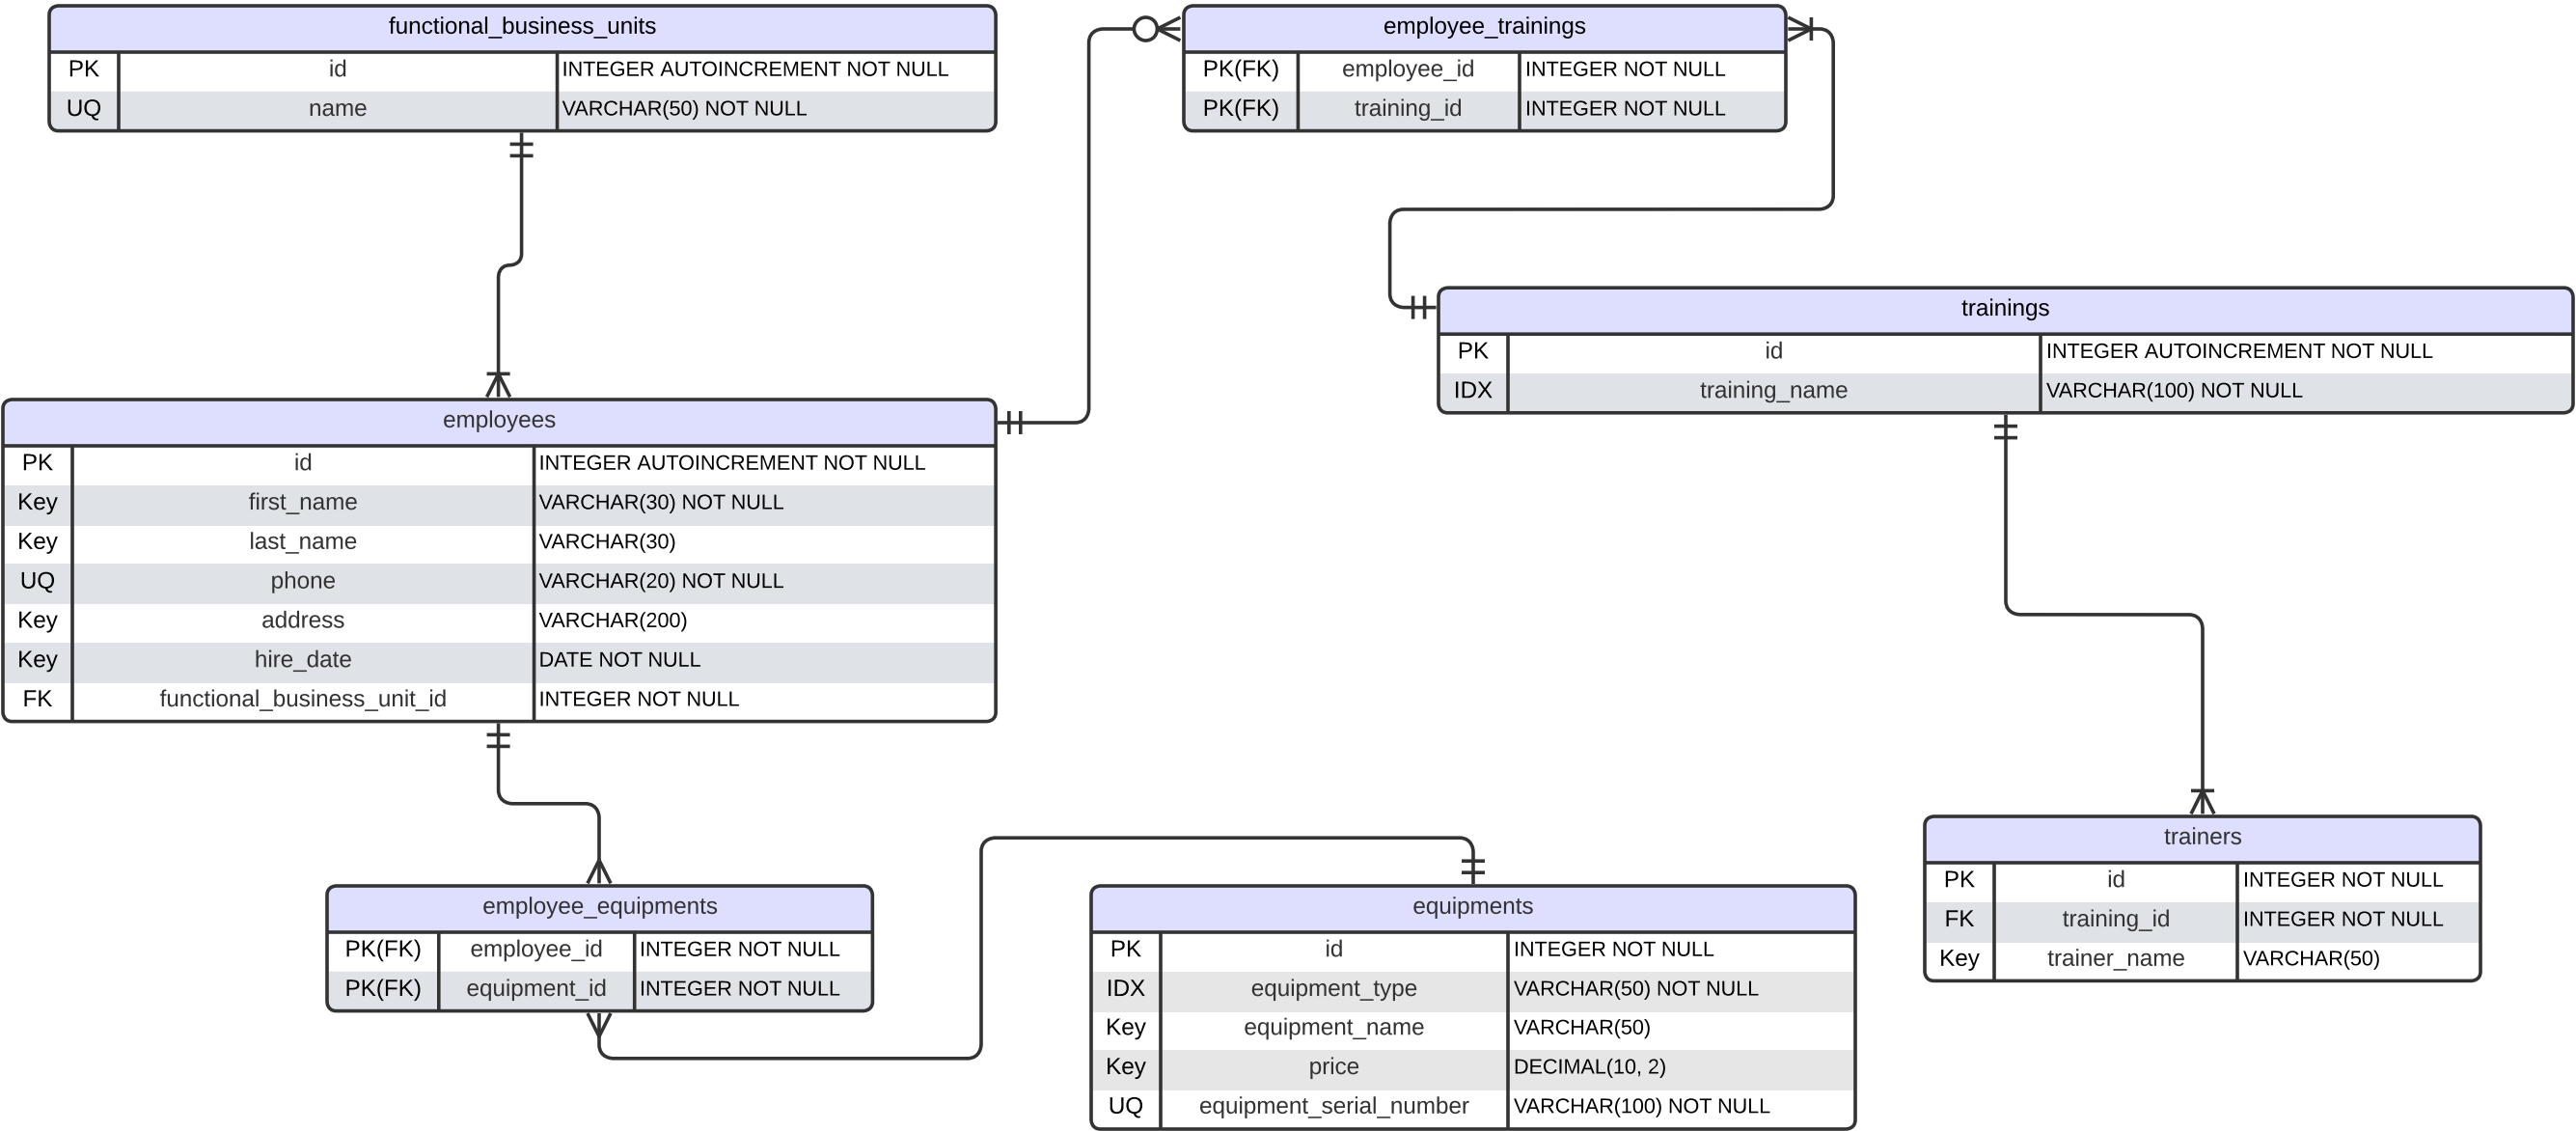 functional_business_units
PK id INTEGER AUTOINCREMENT NOT NULL
UQ name VARCHAR(50) NOT NULL
employee_trainings
PK(FK) employee_id INTEGER NOT NULL
PK(FK) training_id INTEGER NOT NULL
trainings
PK id INTEGER AUTOINCREMENT NOT NULL
IDX training_name VARCHAR(100) NOT NULL
employees
PK id INTEGER AUTOINCREMENT NOT NULL
Key first_name VARCHAR(30) NOT NULL
Key last_name VARCHAR(30)
UQ phone VARCHAR(20) NOT NULL
Key address VARCHAR(200)
Key hire_date DATE NOT NULL
FK functional_business_unit_id INTEGER NOT NULL
trainers
PK id INTEGER NOT NULL
FK training_id INTEGER NOT NULL
Key trainer_name VARCHAR(50)
employee_equipments
PK(FK) employee_id INTEGER NOT NULL
PK(FK) equipment_id INTEGER NOT NULL
equipments
PK id INTEGER NOT NULL
IDX equipment_type VARCHAR(50) NOT NULL
Key equipment_name VARCHAR(50)
Key price DECIMAL(10, 2)
UQ equipment_serial_number VARCHAR(100) NOT NULL